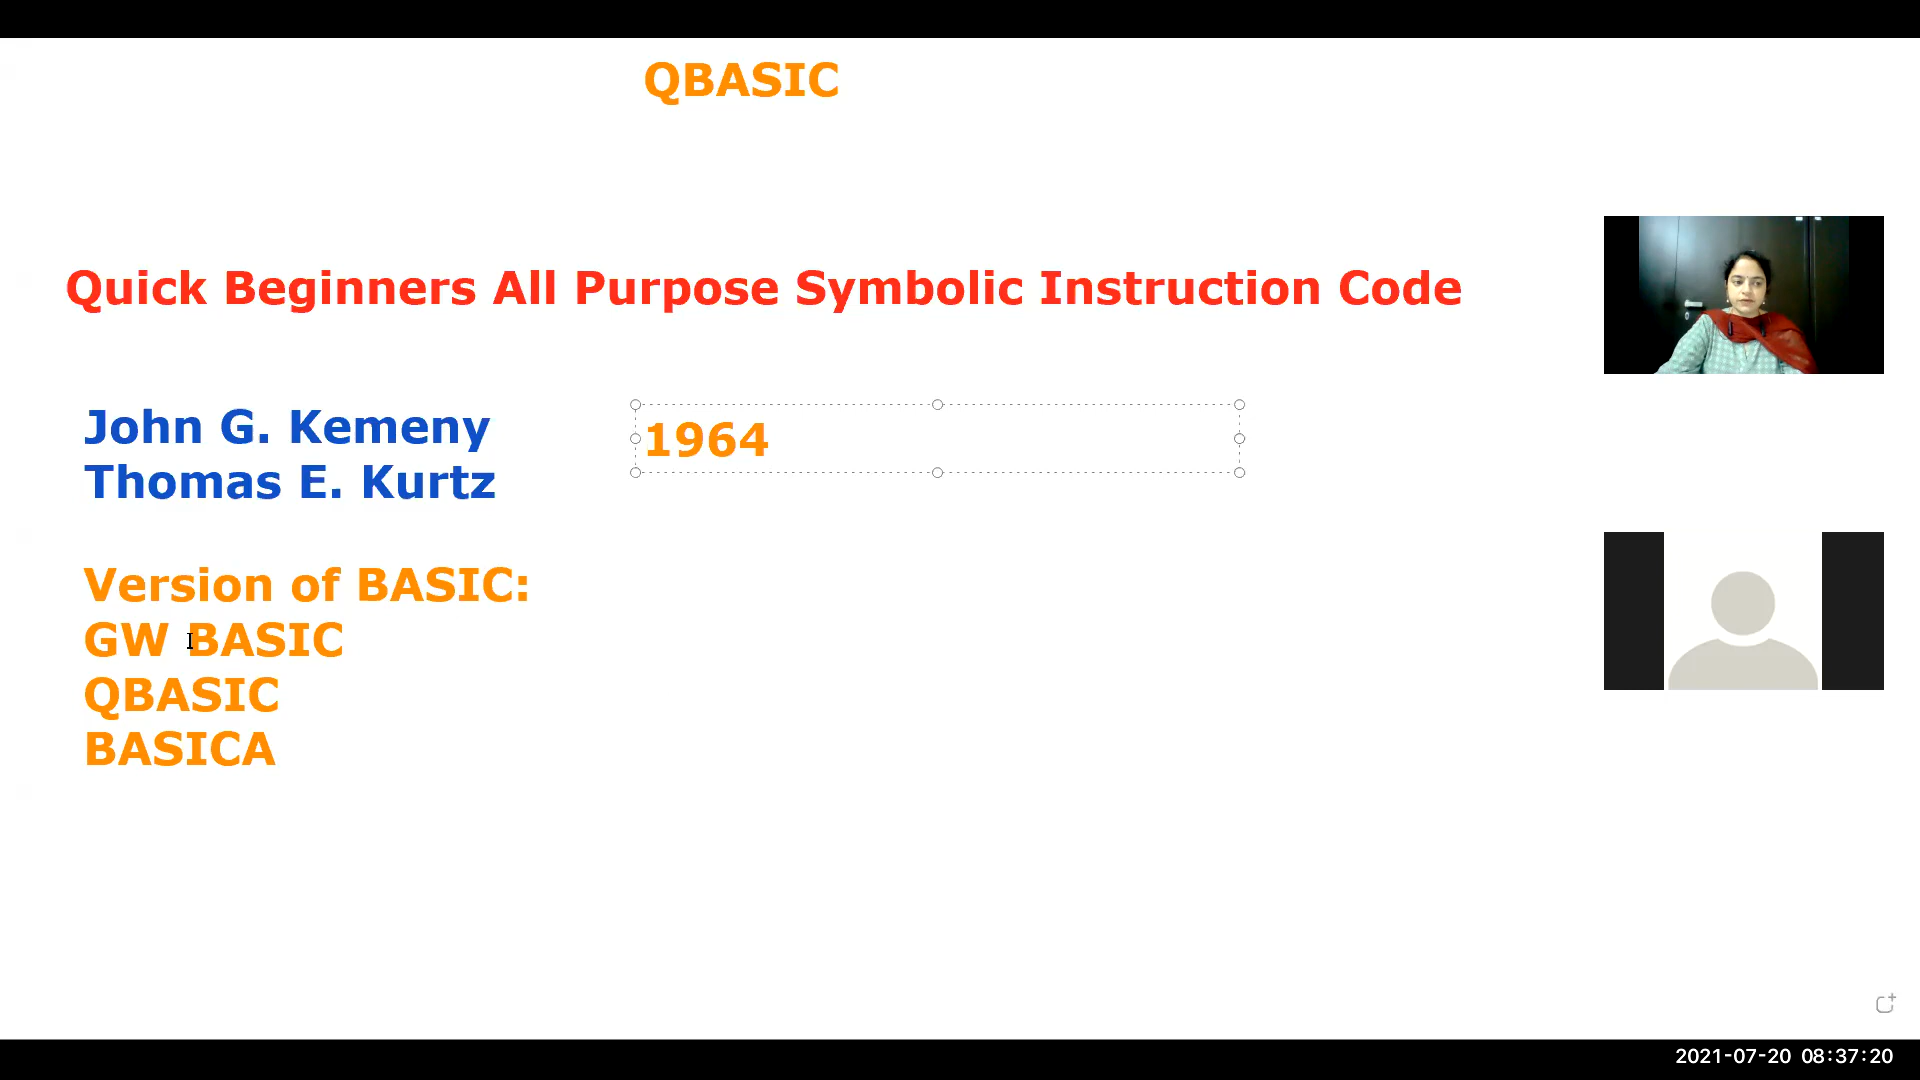 QBASIC
Quick Beginners All Purpose Symbolic Instruction Code
John G. Kemeny
1964
Thomas E. Kurtz
Version of BASIC:
GW BASIC
QBASIC
BASICA
2021-07-20 08:37:20